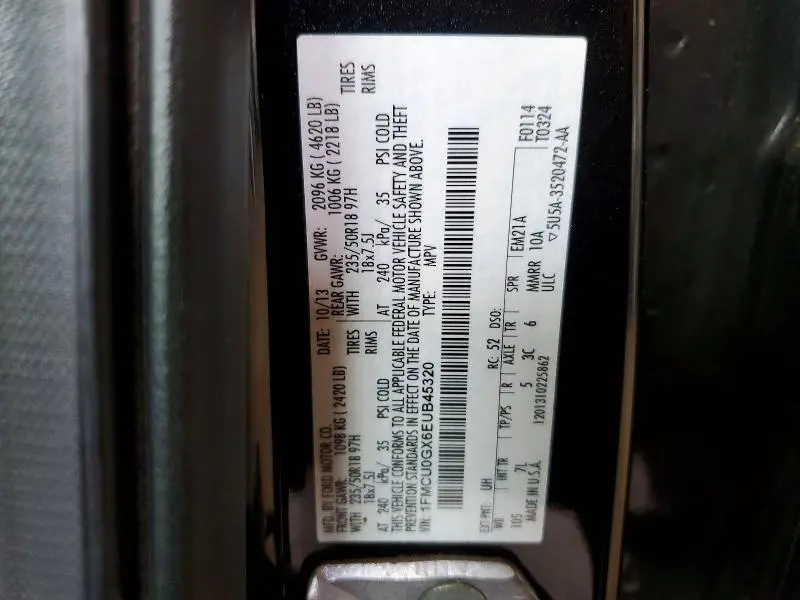 MFD. BY FORD MOTOR CO. DATE: 10/13 GVWR: 2096 KG ( 4620 LB)
FRONT GAWR: 1098 KG ( 2420 LB) REAR GAWR: 1006 KG ( 2218 LB)
WITH 235/50R18 97H TIRES WITH 235/50R18 97H TIRES
18x7.5J RIMS 18x7.5J RIMS
AT 240 kPa/ 35 PSI COLD AT 240 kPa/ 35 PSI COLD
THIS VEHICLE CONFORMS TO ALL APPLICABLE FEDERAL MOTOR VEHICLE SAFETY AND THEFT
PREVENTION STANDARDS IN EFFECT ON THE DATE OF MANUFACTURE SHOWN ABOVE.
VIN: 1FMCU0GX6EUB45320 TYPE: MPV
EXT PNT: UH RC: 52 DSO: F0114
WB INT TR TP/PS R AXLE TR SPR EM21A T0324
105 7L 5 3C 6 MMRR 10A
MADE IN U.S.A. 1201310225862 ULC ▽5U5A-3520472-AA